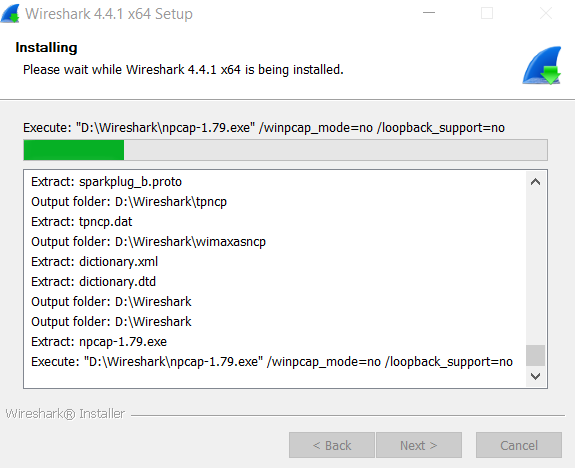 Wireshark 4.4.1 x64 Setup
Installing
Please wait while Wireshark 4.4.1 x64 is being installed.
Execute: "D:\Wireshark\npcap-1.79.exe" /winpcap_mode=no /loopback_support=no
Extract: sparkplug_b.proto
Output folder: D:\Wireshark\tpncp
Extract: tpncp.dat
Output folder: D:\Wireshark\wimaxasncp
Extract: dictionary.xml
Extract: dictionary.dtd
Output folder: D:\Wireshark
Output folder: D:\Wireshark
Extract: npcap-1.79.exe
Execute: "D:\Wireshark\npcap-1.79.exe" /winpcap_mode=no /loopback_support=no
Wireshark® Installer
< Back Next > Cancel